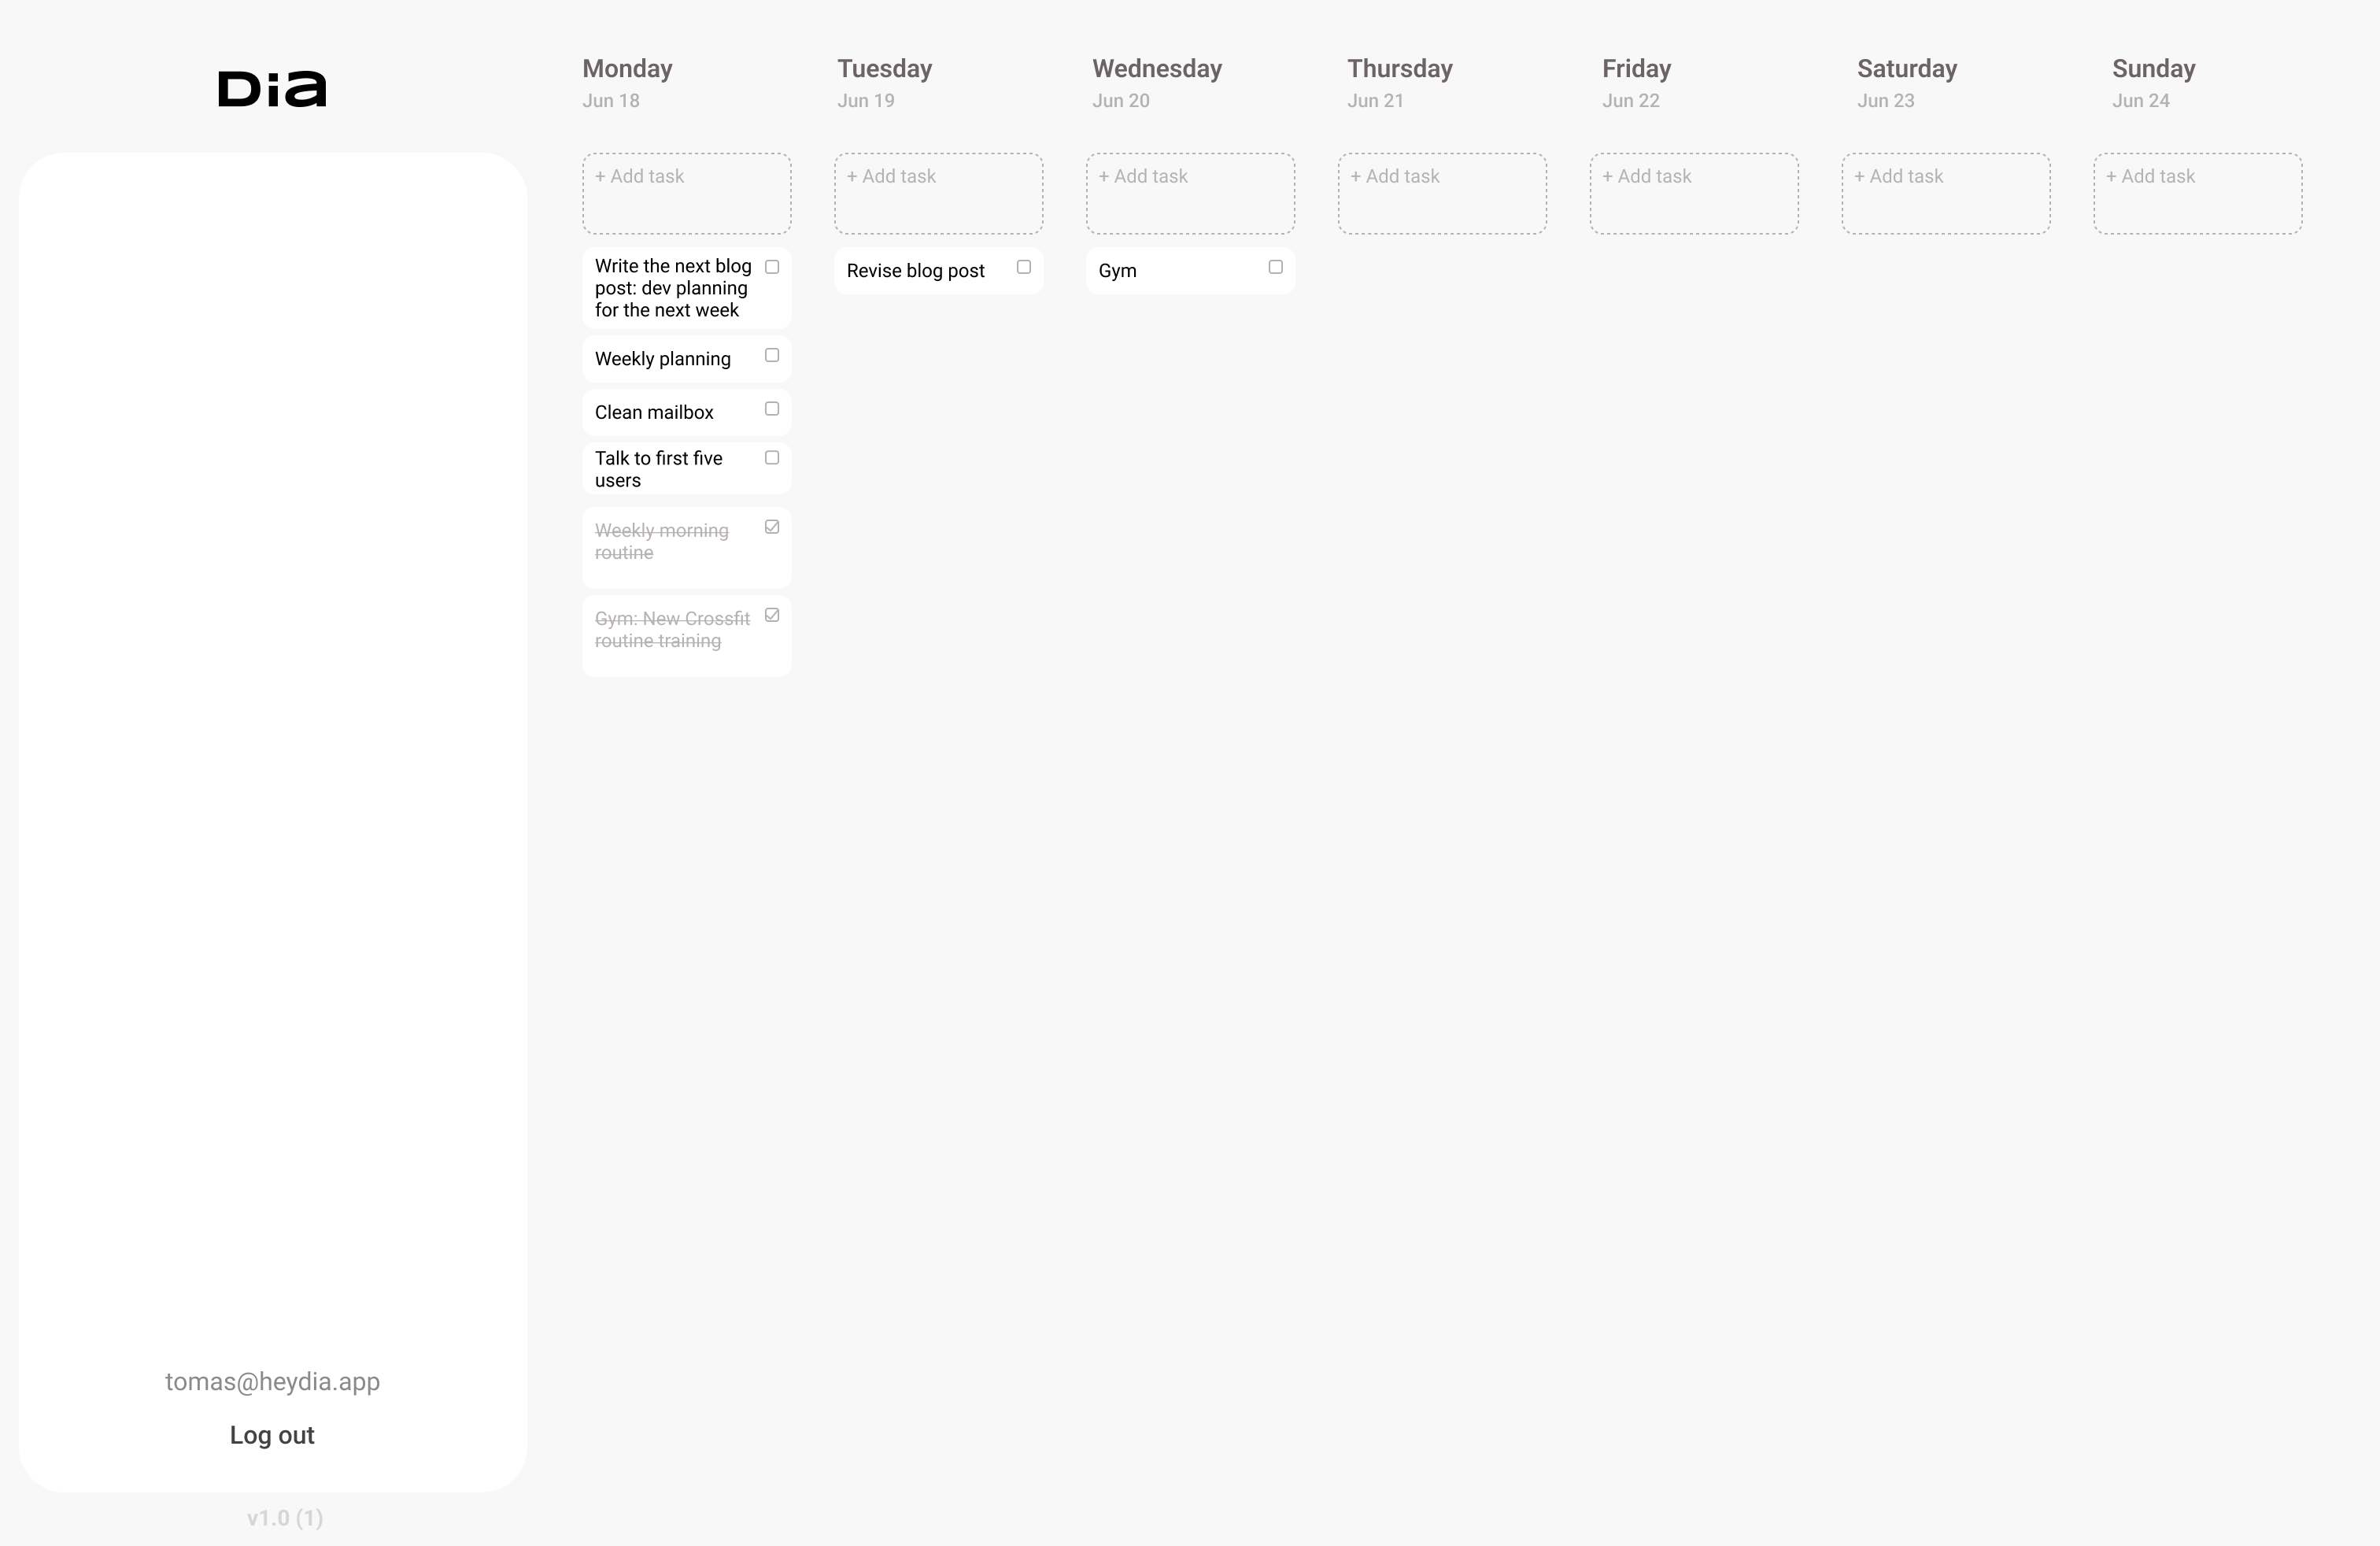 Dia
Monday
Jun 18
Tuesday
Jun 19
Wednesday
Jun 20
Thursday
Jun 21
Friday
Jun 22
Saturday
Jun 23
Sunday
Jun 24
+ Add task
+ Add task
+ Add task
+ Add task
+ Add task
+ Add task
+ Add task
Write the next blog
post: dev planning
for the next week
Weekly planning
Clean mailbox
Talk to first five
users
Weekly morning
routine
Gym: New Crossfit
routine training
Revise blog post
Gym
tomas@heydia.app
Log out
v1.0 (1)